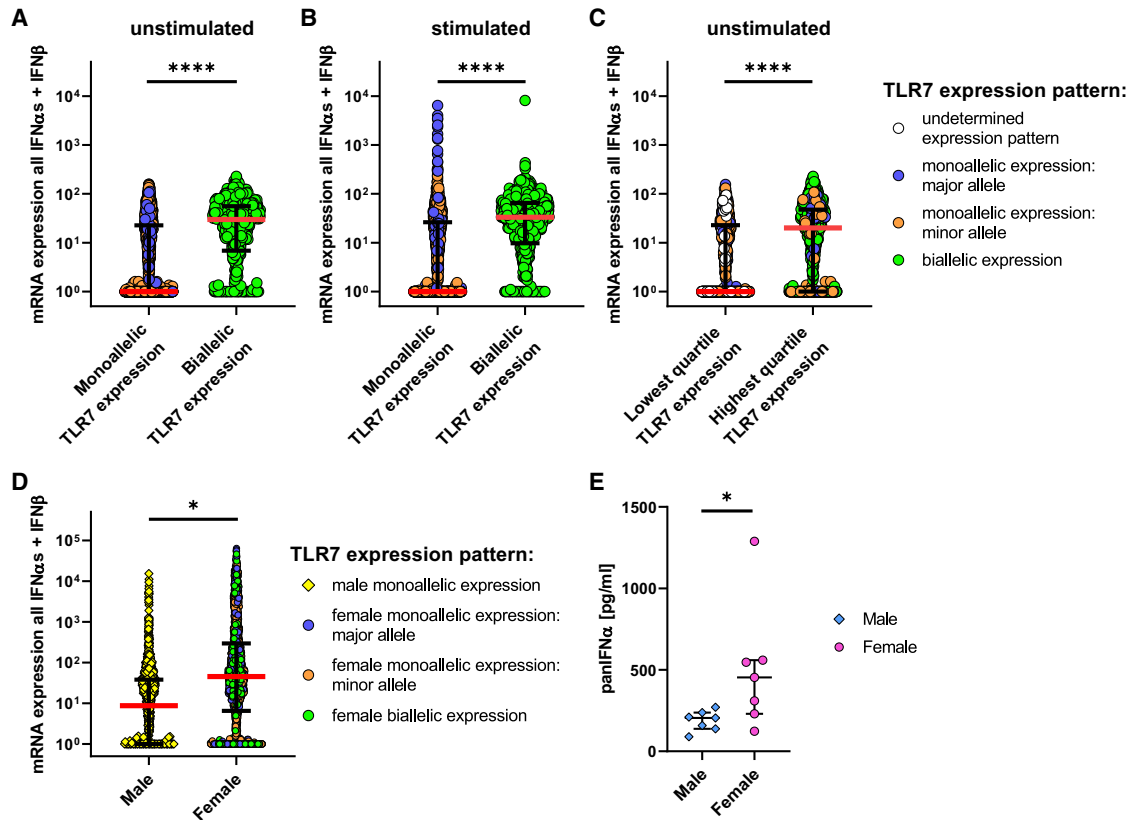 A
unstimulated
mRNA expression all IFNαs + IFNβ
****
10⁴
10³
10²
10¹
10⁰
Monoallelic
TLR7 expression
Biallelic
TLR7 expression
B
stimulated
mRNA expression all IFNαs + IFNβ
****
10⁴
10³
10²
10¹
10⁰
Monoallelic
TLR7 expression
Biallelic
TLR7 expression
C
unstimulated
mRNA expression all IFNαs + IFNβ
****
10⁴
10³
10²
10¹
10⁰
Lowest quartile
TLR7 expression
Highest quartile
TLR7 expression
TLR7 expression pattern:
undetermined
expression pattern
monoallelic expression:
major allele
monoallelic expression:
minor allele
biallelic expression
D
mRNA expression all IFNαs + IFNβ
*
10⁵
10⁴
10³
10²
10¹
10⁰
Male
Female
TLR7 expression pattern:
male monoallelic expression
female monoallelic expression:
major allele
female monoallelic expression:
minor allele
female biallelic expression
E
panIFNα [pg/ml]
*
1500
1000
500
0
Male
Female
Male
Female